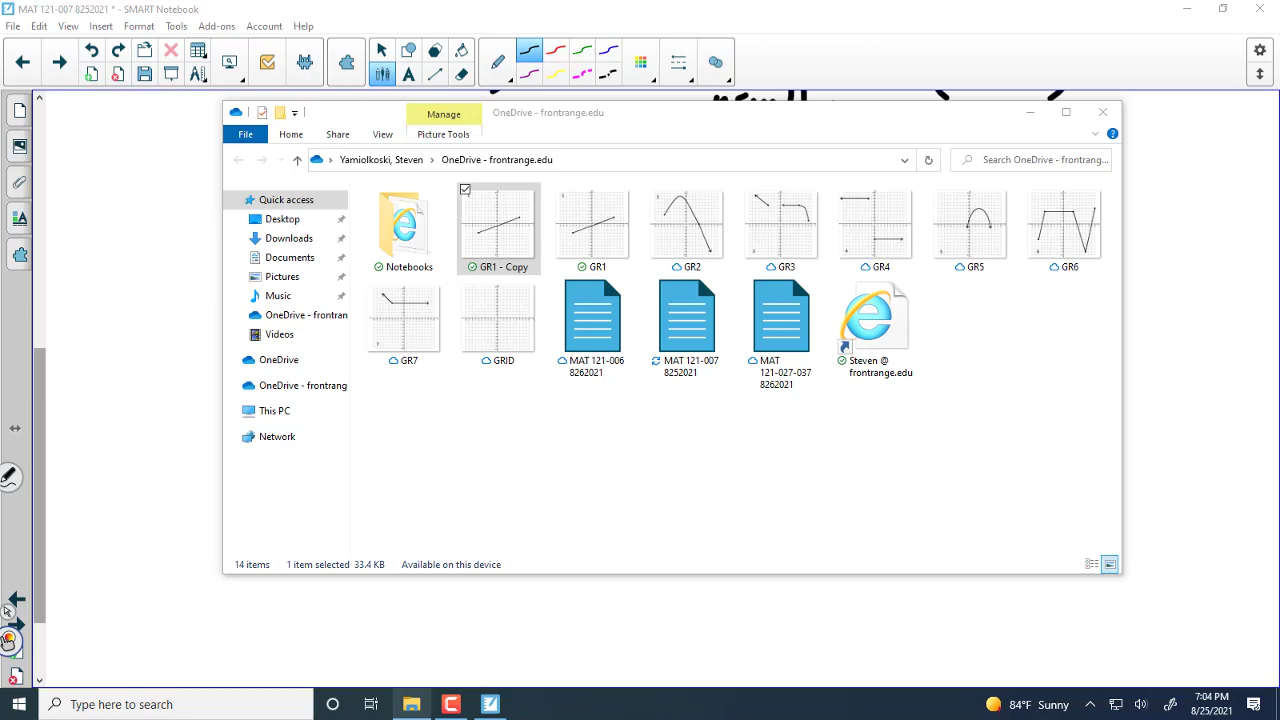 MAT 121-007 8252021 * - SMART Notebook
File Edit View Insert Format Tools Add-ons Account Help
Manage
OneDrive - frontrange.edu
File Home Share View Picture Tools
Yamiolkoski, Steven OneDrive - frontrange.edu
Search OneDrive - frontrang...
Quick access
Desktop
Downloads
Documents
Pictures
Music
OneDrive - frontran
Videos
OneDrive
OneDrive - frontrang
This PC
Network
Notebooks
GR1 - Copy
GR1
GR2
GR3
GR4
GR5
GR6
GR7
GRID
MAT 121-006
8262021
MAT 121-007
8252021
MAT
121-027-037
8262021
Steven @
frontrange.edu
14 items 1 item selected 33.4 KB Available on this device
Type here to search
84°F Sunny
7:04 PM
8/25/2021